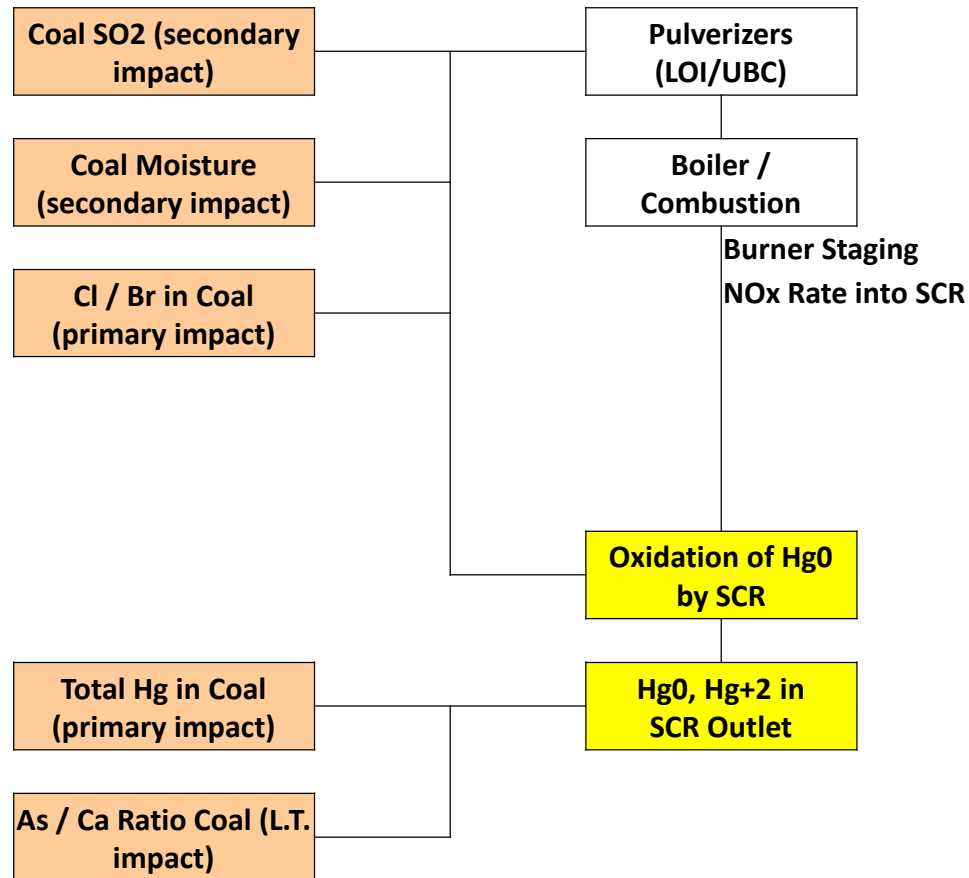 Coal SO2 (secondary
impact)
Pulverizers
(LOI/UBC)
Coal Moisture
(secondary impact)
Boiler /
Combustion
Burner Staging
NOx Rate into SCR
Cl / Br in Coal
(primary impact)
Oxidation of Hg0
by SCR
Total Hg in Coal
(primary impact)
Hg0, Hg+2 in
SCR Outlet
As / Ca Ratio Coal (L.T.
impact)